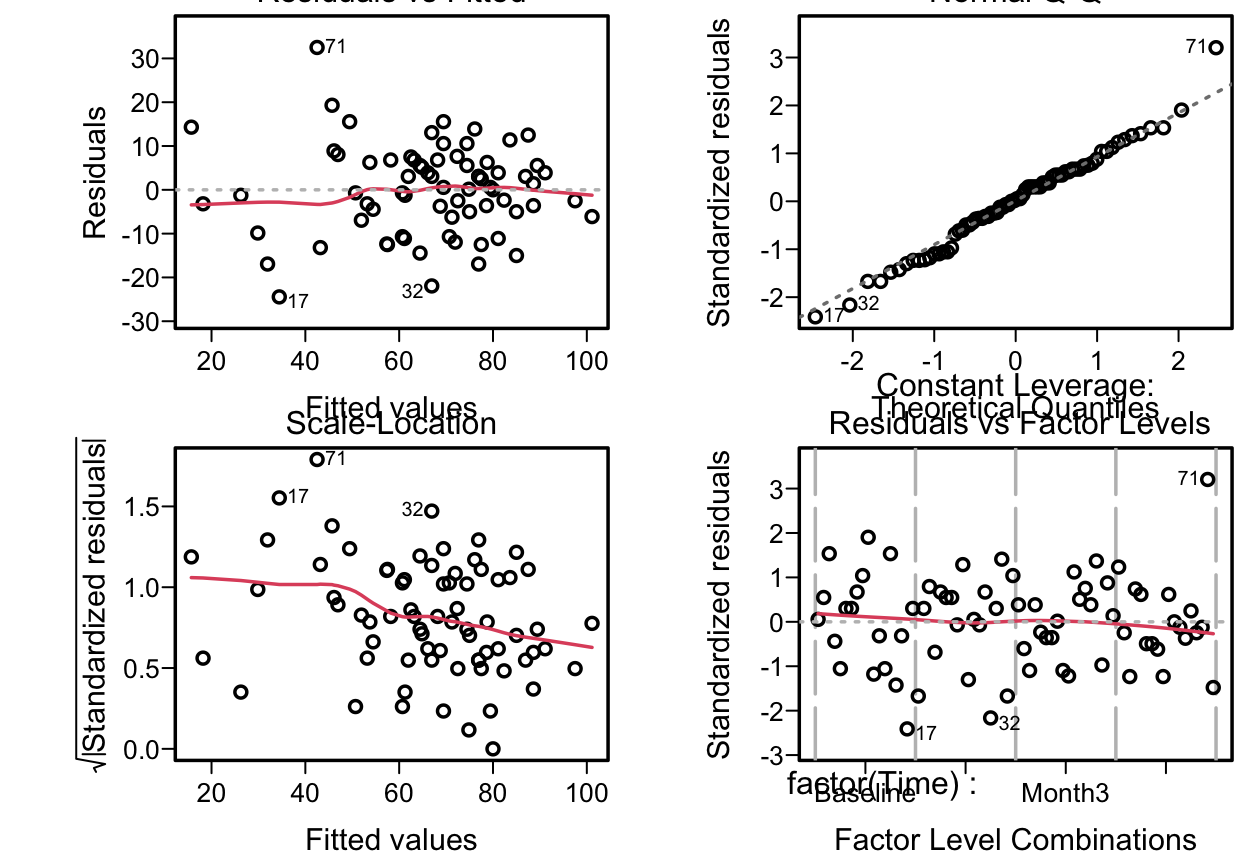 Residuals vs Fitted
Residuals
30
20
10
0
-10
-20
-30
71
17
32
20 40 60 80 100
Fitted values
Normal Q-Q
Standardized residuals
3
2
1
0
-1
-2
71
17
32
-2 -1 0 1 2
Theoretical Quantiles
Scale-Location
√|Standardized residuals|
1.5
1.0
0.5
0.0
71
17
32
20 40 60 80 100
Fitted values
Constant Leverage:
Residuals vs Factor Levels
Standardized residuals
3
2
1
0
-1
-2
-3
71
17
32
factor(Time) :
Baseline Month3
Factor Level Combinations